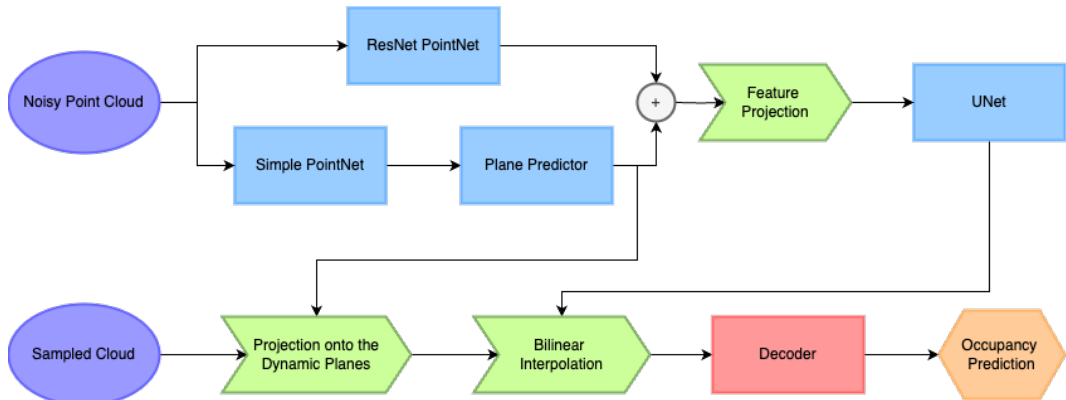 ResNet PointNet
Noisy Point Cloud
+
Feature
Projection
UNet
Simple PointNet
Plane Predictor
Sampled Cloud
Projection onto the
Dynamic Planes
Bilinear
Interpolation
Decoder
Occupancy
Prediction